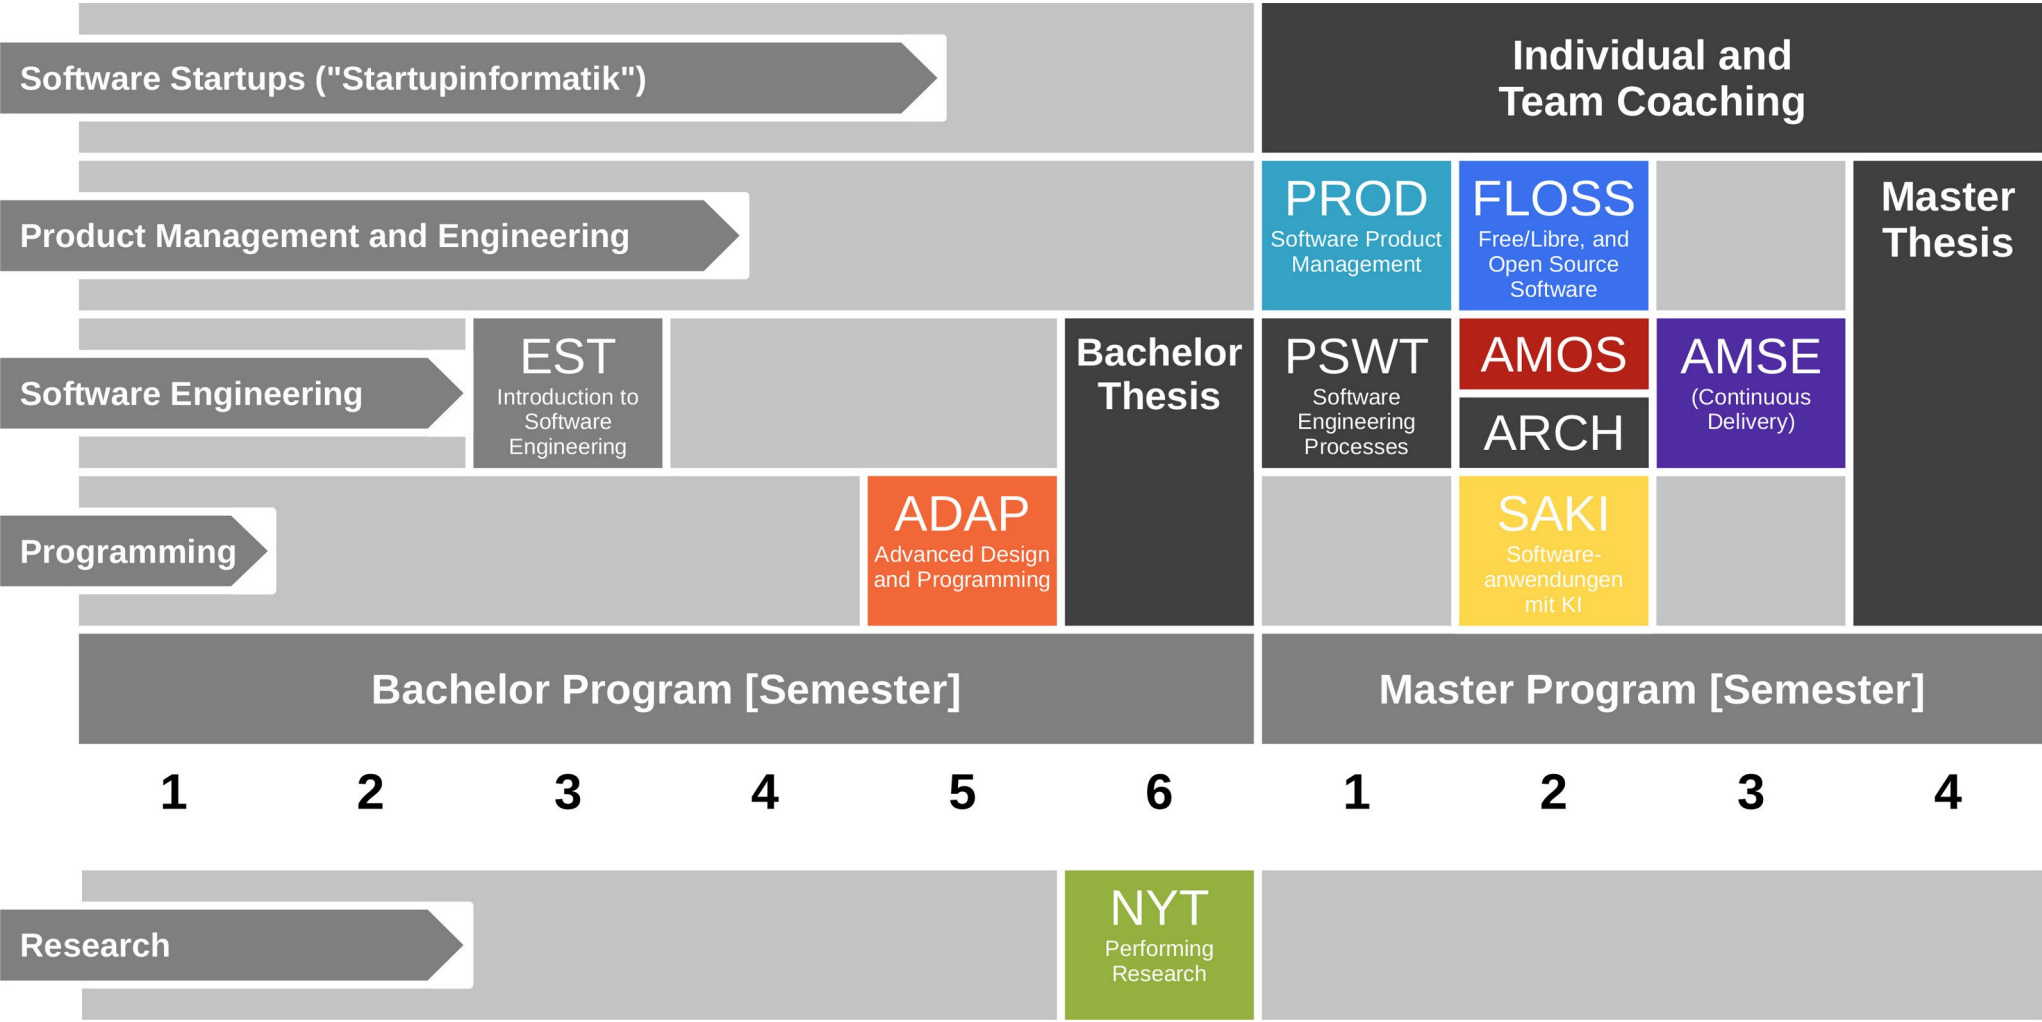 Software Startups ("Startupinformatik")
Individual and
Team Coaching
Product Management and Engineering
PROD
Software Product
Management
FLOSS
Free/Libre, and
Open Source
Software
Master
Thesis
Software Engineering
EST
Introduction to
Software
Engineering
Bachelor
Thesis
PSWT
Software
Engineering
Processes
AMOS
ARCH
AMSE
(Continuous
Delivery)
Programming
ADAP
Advanced Design
and Programming
SAKI
Software-
anwendungen
mit KI
Bachelor Program [Semester]
Master Program [Semester]
1 2 3 4 5 6 1 2 3 4
Research
NYT
Performing
Research